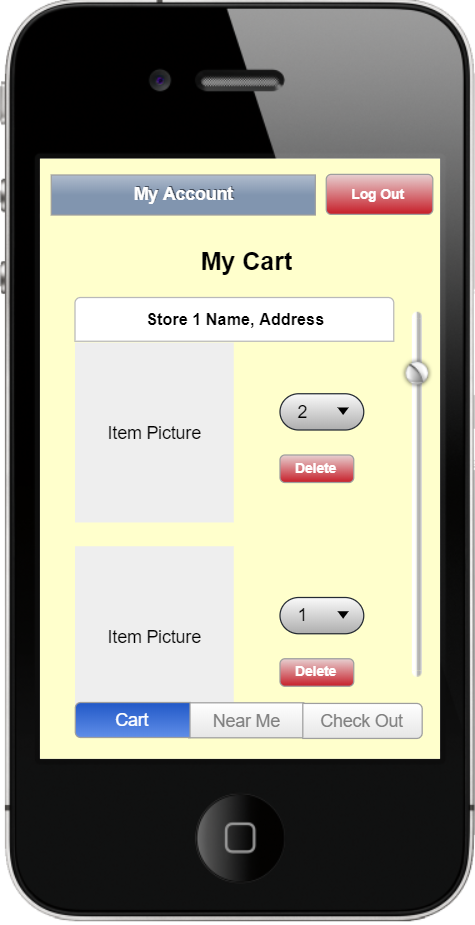 My Account
Log Out
My Cart
Store 1 Name, Address
Item Picture
2
Delete
Item Picture
1
Delete
Cart
Near Me
Check Out